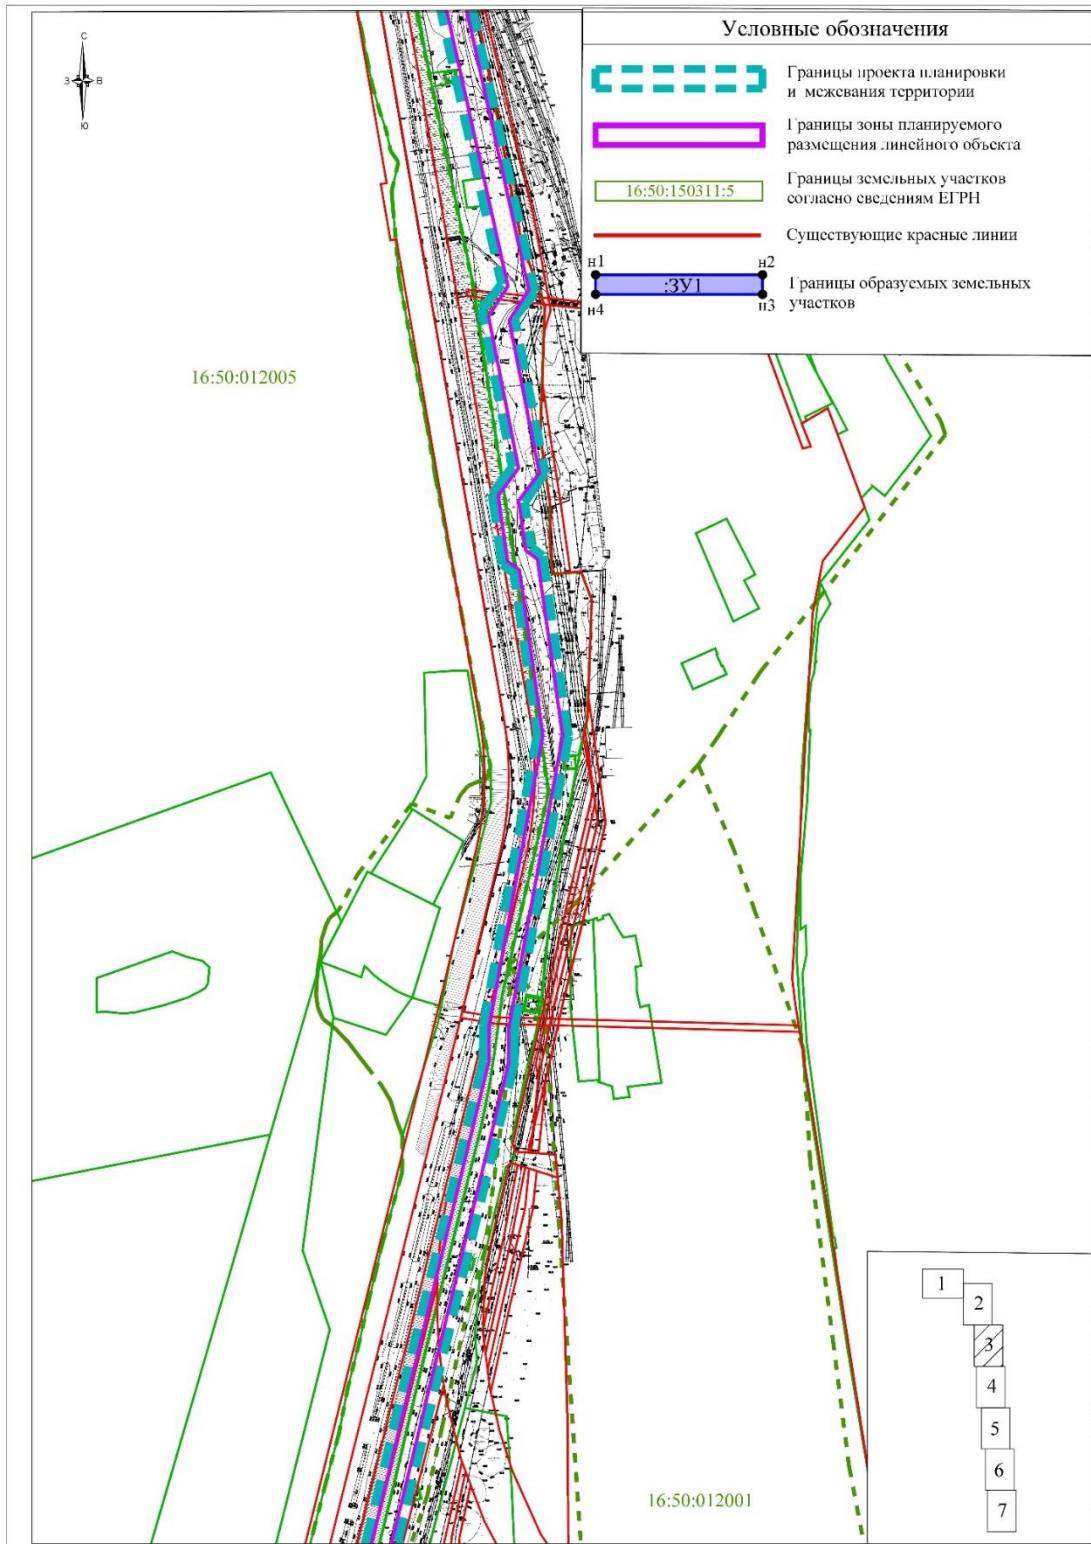 Условные обозначения
С
З В
Ю
Границы проекта планировки
и межевания территории
Границы зоны планируемого
размещения линейного объекта
16:50:150311:5
Границы земельных участков
согласно сведениям ЕГРН
Существующие красные линии
н1 н2
:ЗУ1
н4 н3
Границы образуемых земельных
участков
16:50:012005
16:50:012001
1
2
3
4
5
6
7